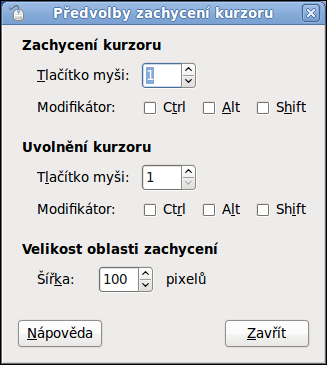 Předvolby zachycení kurzoru
Zachycení kurzoru
Tlačítko myši: 1
Modifikátor: Ctrl Alt Shift
Uvolnění kurzoru
Tlačítko myši: 1
Modifikátor: Ctrl Alt Shift
Velikost oblasti zachycení
Šířka: 100 pixelů
Nápověda Zavřít